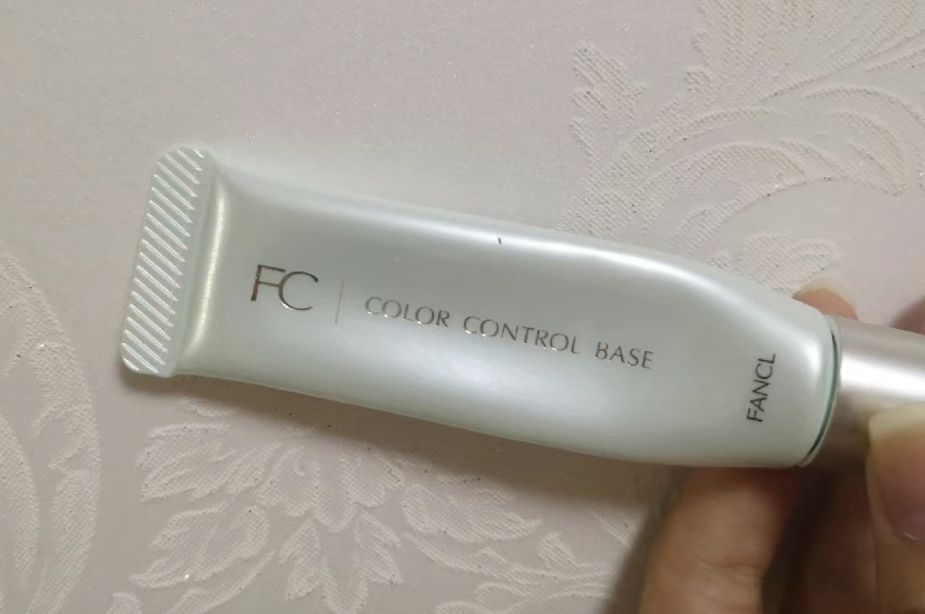 FC | COLOR CONTROL BASE
FANCL